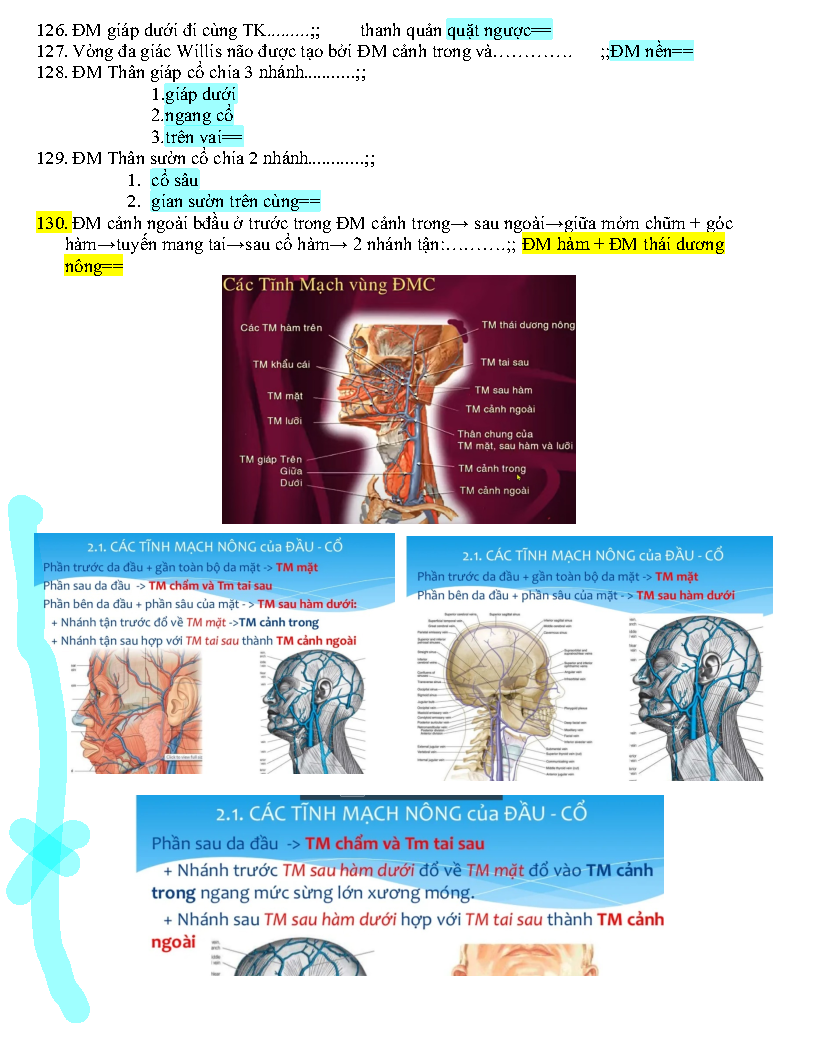 126. ĐM giáp dưới đi cùng TK.........;; thanh quản quặt ngược==
127. Vòng đa giác Willis não được tạo bởi ĐM cảnh trong và…………. ;;ĐM nền==
128. ĐM Thân giáp cổ chia 3 nhánh...........;;
1.giáp dưới
2.ngang cổ
3.trên vai==
129. ĐM Thân sườn cổ chia 2 nhánh............;;
1. cổ sâu
2. gian sườn trên cùng==
130. ĐM cảnh ngoài bđầu ở trước trong ĐM cảnh trong→ sau ngoài→giữa mỏm chũm + góc
hàm→tuyến mang tai→sau cổ hàm→ 2 nhánh tận:……….;; ĐM hàm + ĐM thái dương
nông==
Các Tĩnh Mạch vùng ĐMC
Các TM hàm trên
TM khẩu cái
TM mặt
TM lưỡi
TM giáp Trên
Giữa
Dưới
TM thái dương nông
TM tai sau
TM sau hàm
TM cảnh ngoài
Thân chung của
TM mặt, sau hàm và lưỡi
TM cảnh trong
TM cảnh ngoài
2.1. CÁC TĨNH MẠCH NÔNG của ĐẦU - CỔ
Phần trước da đầu + gần toàn bộ da mặt -> TM mặt
Phần sau da đầu -> TM chẩm và Tm tai sau
Phần bên da đầu + phần sâu của mặt - > TM sau hàm dưới:
+ Nhánh tận trước đổ về TM mặt ->TM cảnh trong
+ Nhánh tận sau hợp với TM tai sau thành TM cảnh ngoài
2.1. CÁC TĨNH MẠCH NÔNG của ĐẦU - CỔ
Phần trước da đầu + gần toàn bộ da mặt -> TM mặt
Phần bên da đầu + phần sâu của mặt - > TM sau hàm dưới
2.1. CÁC TĨNH MẠCH NÔNG của ĐẦU - CỔ
Phần sau da đầu -> TM chẩm và Tm tai sau
+ Nhánh trước TM sau hàm dưới đổ về TM mặt đổ vào TM cảnh
trong ngang mức sừng lớn xương móng.
+ Nhánh sau TM sau hàm dưới hợp với TM tai sau thành TM cảnh
ngoài